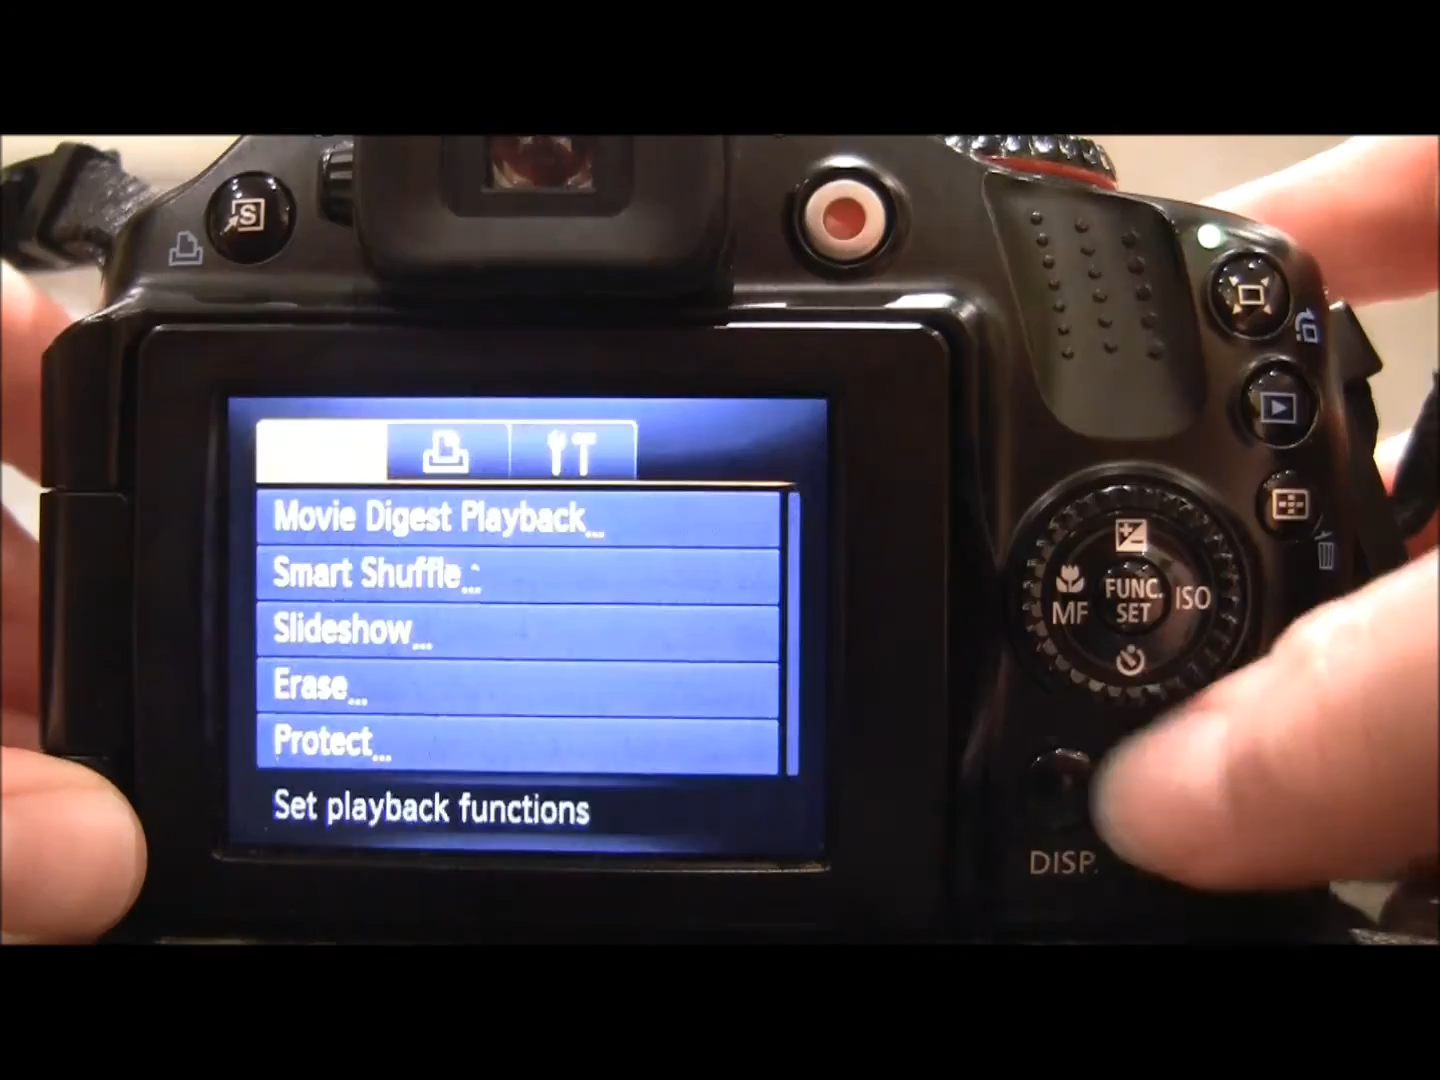 S
Movie Digest Playback...
Smart Shuffle...
Slideshow...
Erase...
Protect...
Set playback functions
MF
FUNC.
SET
ISO
DISP.